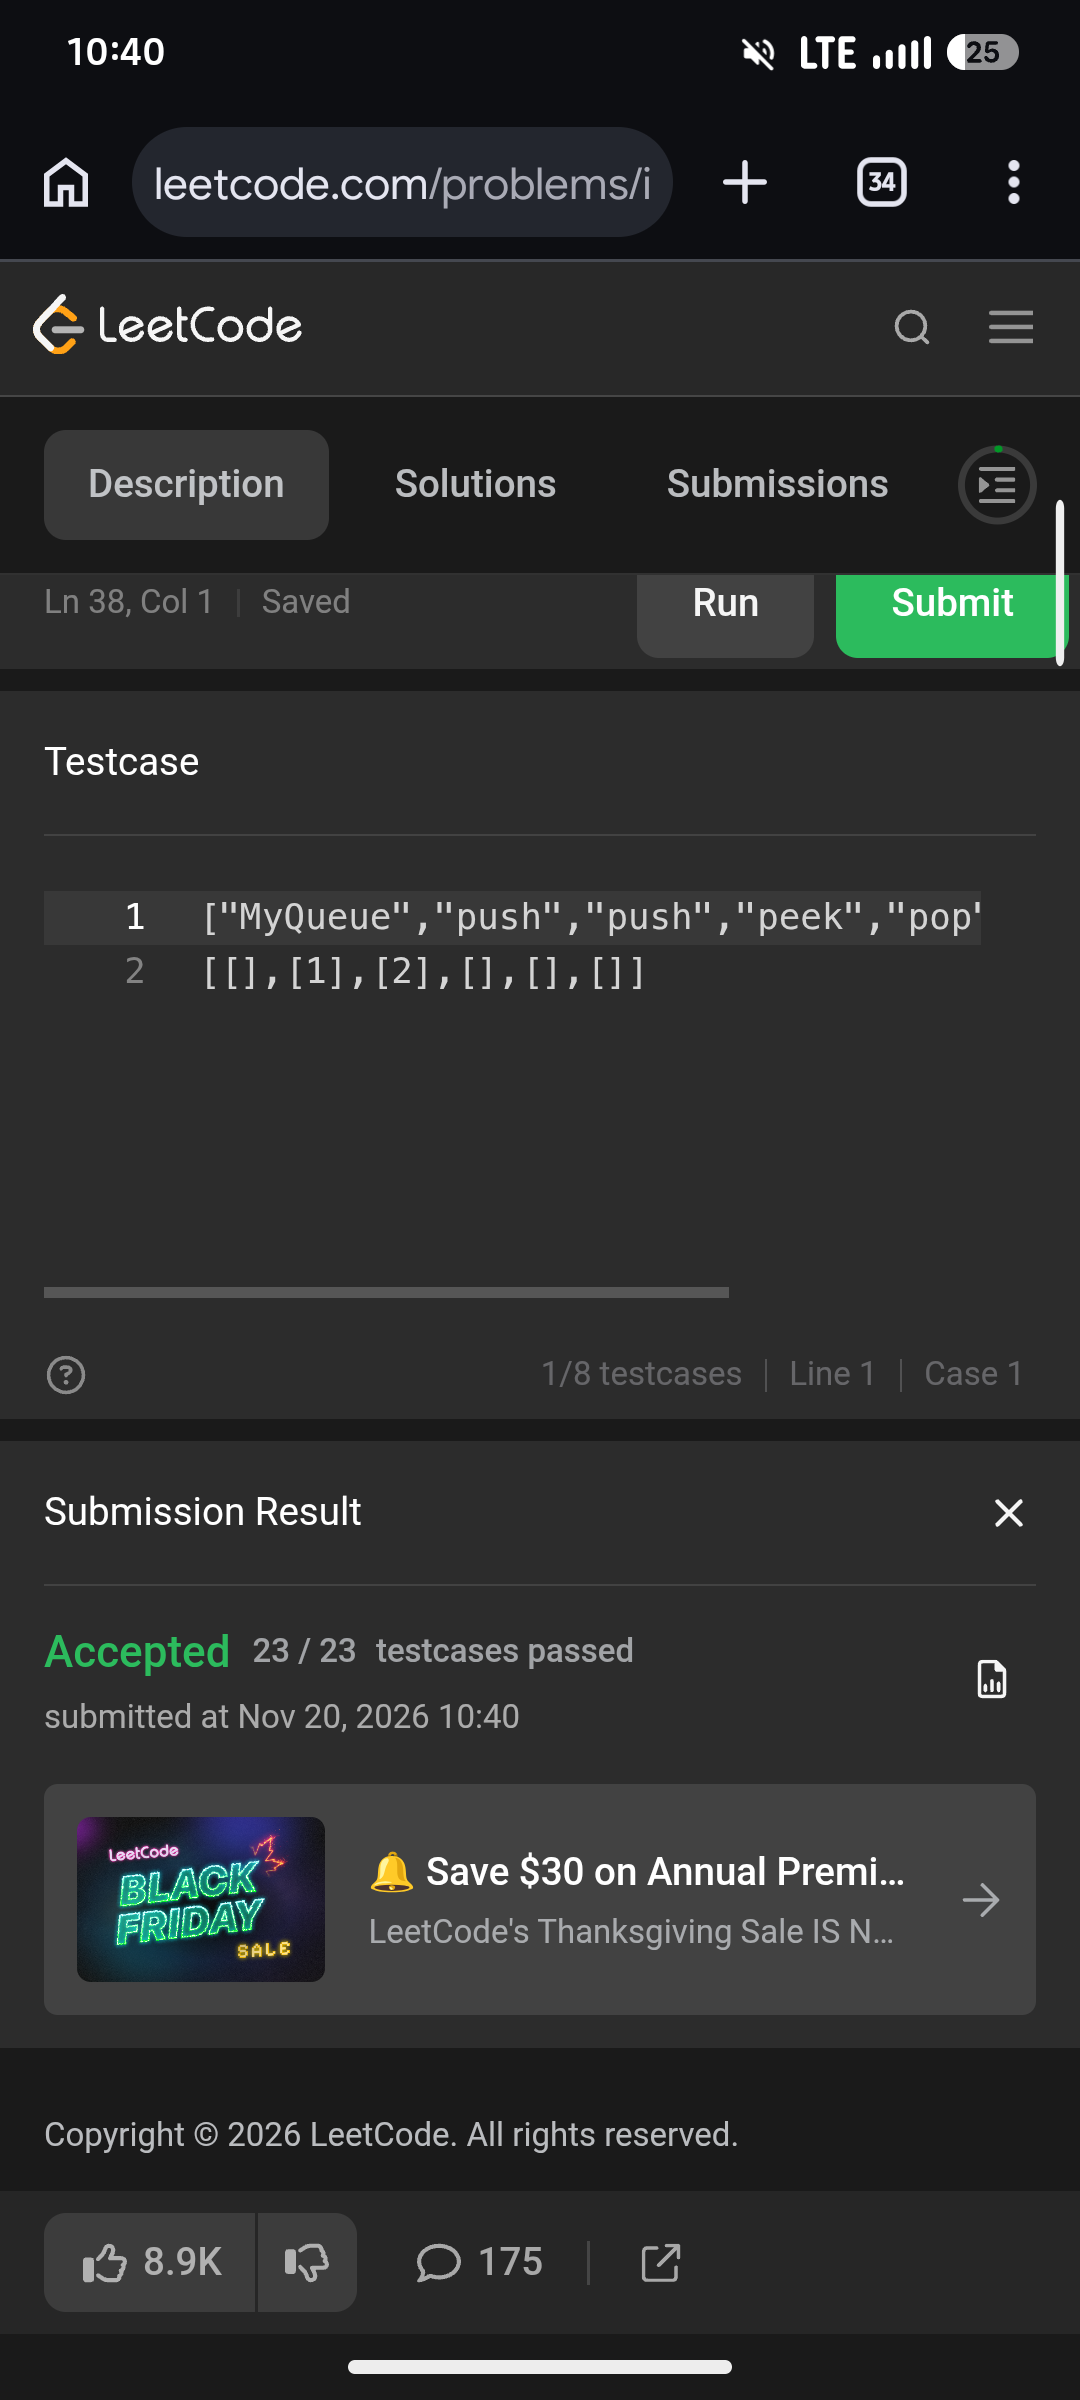 10:40
LTE
25
leetcode.com/problems/i
34
LeetCode
Description Solutions Submissions
Ln 38, Col 1 | Saved
Run Submit
Testcase
1 ["MyQueue","push","push","peek","pop"
2 [[],[1],[2],[],[],[]]
1/8 testcases | Line 1 | Case 1
Submission Result
Accepted 23 / 23 testcases passed
submitted at Nov 20, 2026 10:40
LeetCode
BLACK
FRIDAY
SALE
🔔 Save $30 on Annual Premi…
LeetCode's Thanksgiving Sale IS N…
Copyright © 2026 LeetCode. All rights reserved.
8.9K 175